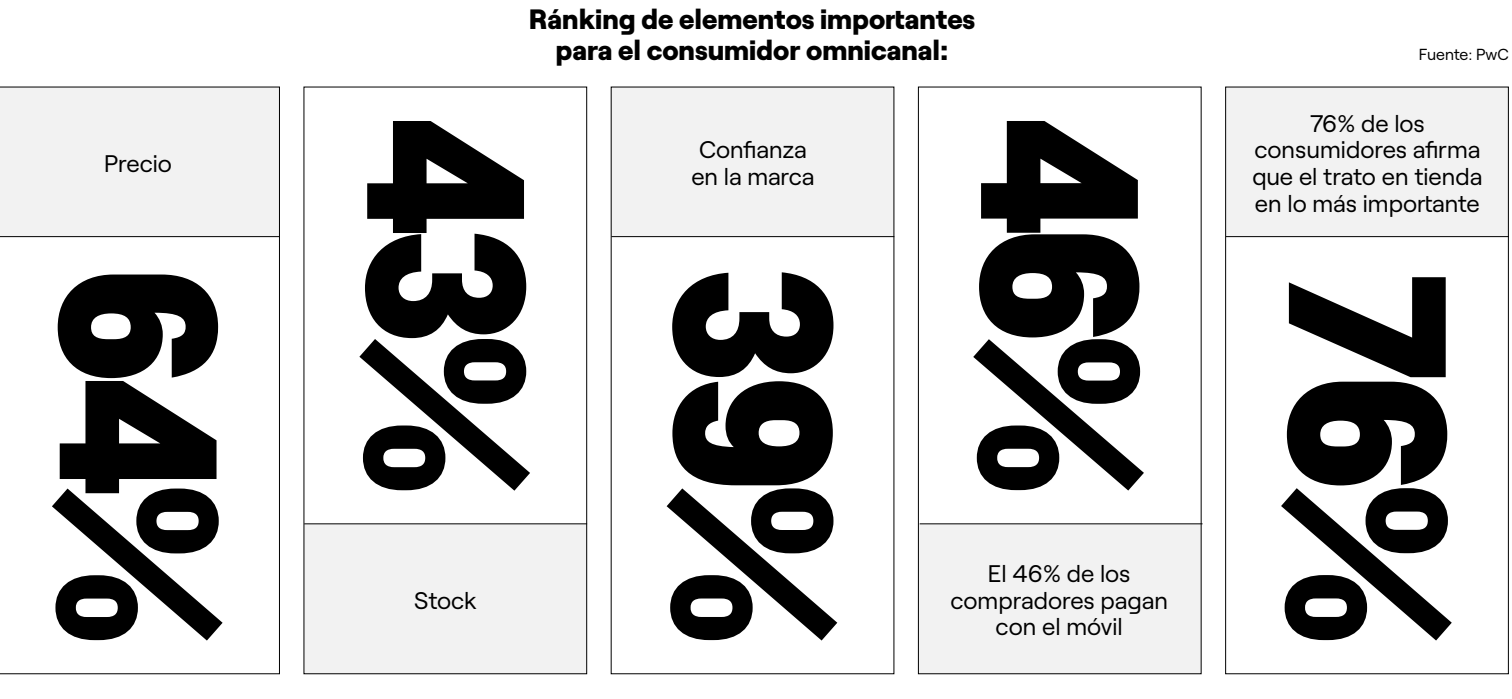 Ránking de elementos importantes
para el consumidor omnicanal:
Fuente: PwC
Precio
64%
43%
Stock
Confianza
en la marca
39%
46%
El 46% de los
compradores pagan
con el móvil
76% de los
consumidores afirma
que el trato en tienda
en lo más importante
76%